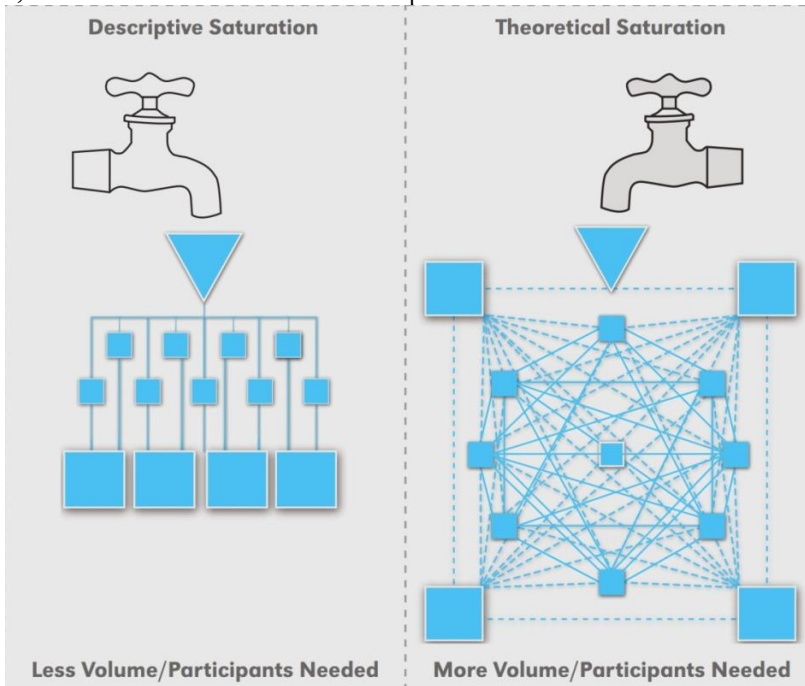 Descriptive Saturation
Theoretical Saturation
Less Volume/Participants Needed
More Volume/Participants Needed